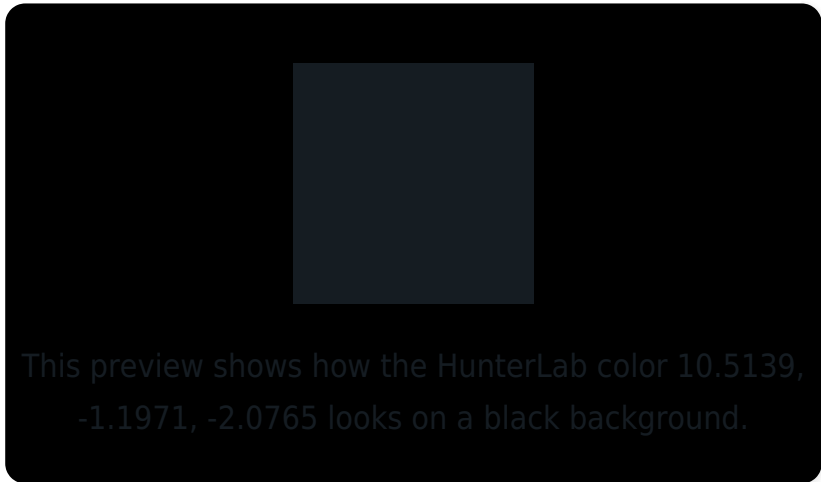 This preview shows how the HunterLab color 10.5139,
-1.1971, -2.0765 looks on a black background.